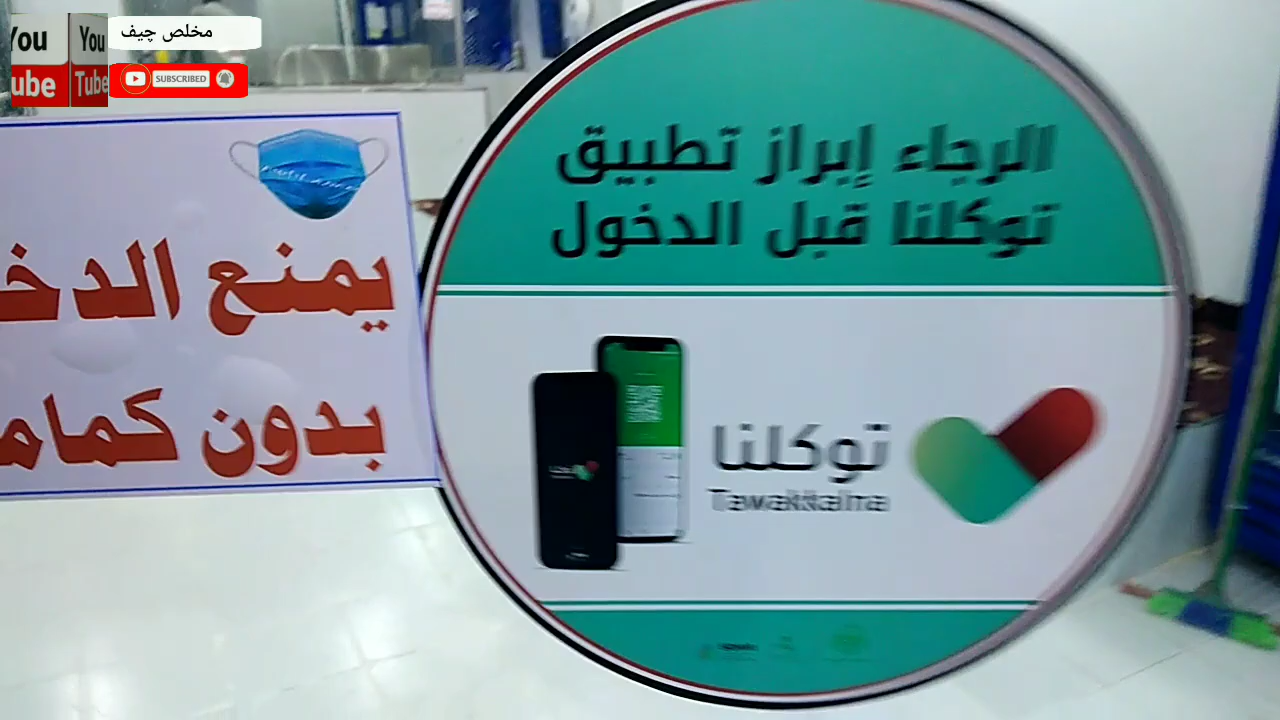 You
Tube
You
Tube
مخلص چيف
SUBSCRIBED
يمنع الدخ
بدون كمام
الرجاء إبراز تطبيق
توكلنا قبل الدخول
توكلنا
Tawakkalna